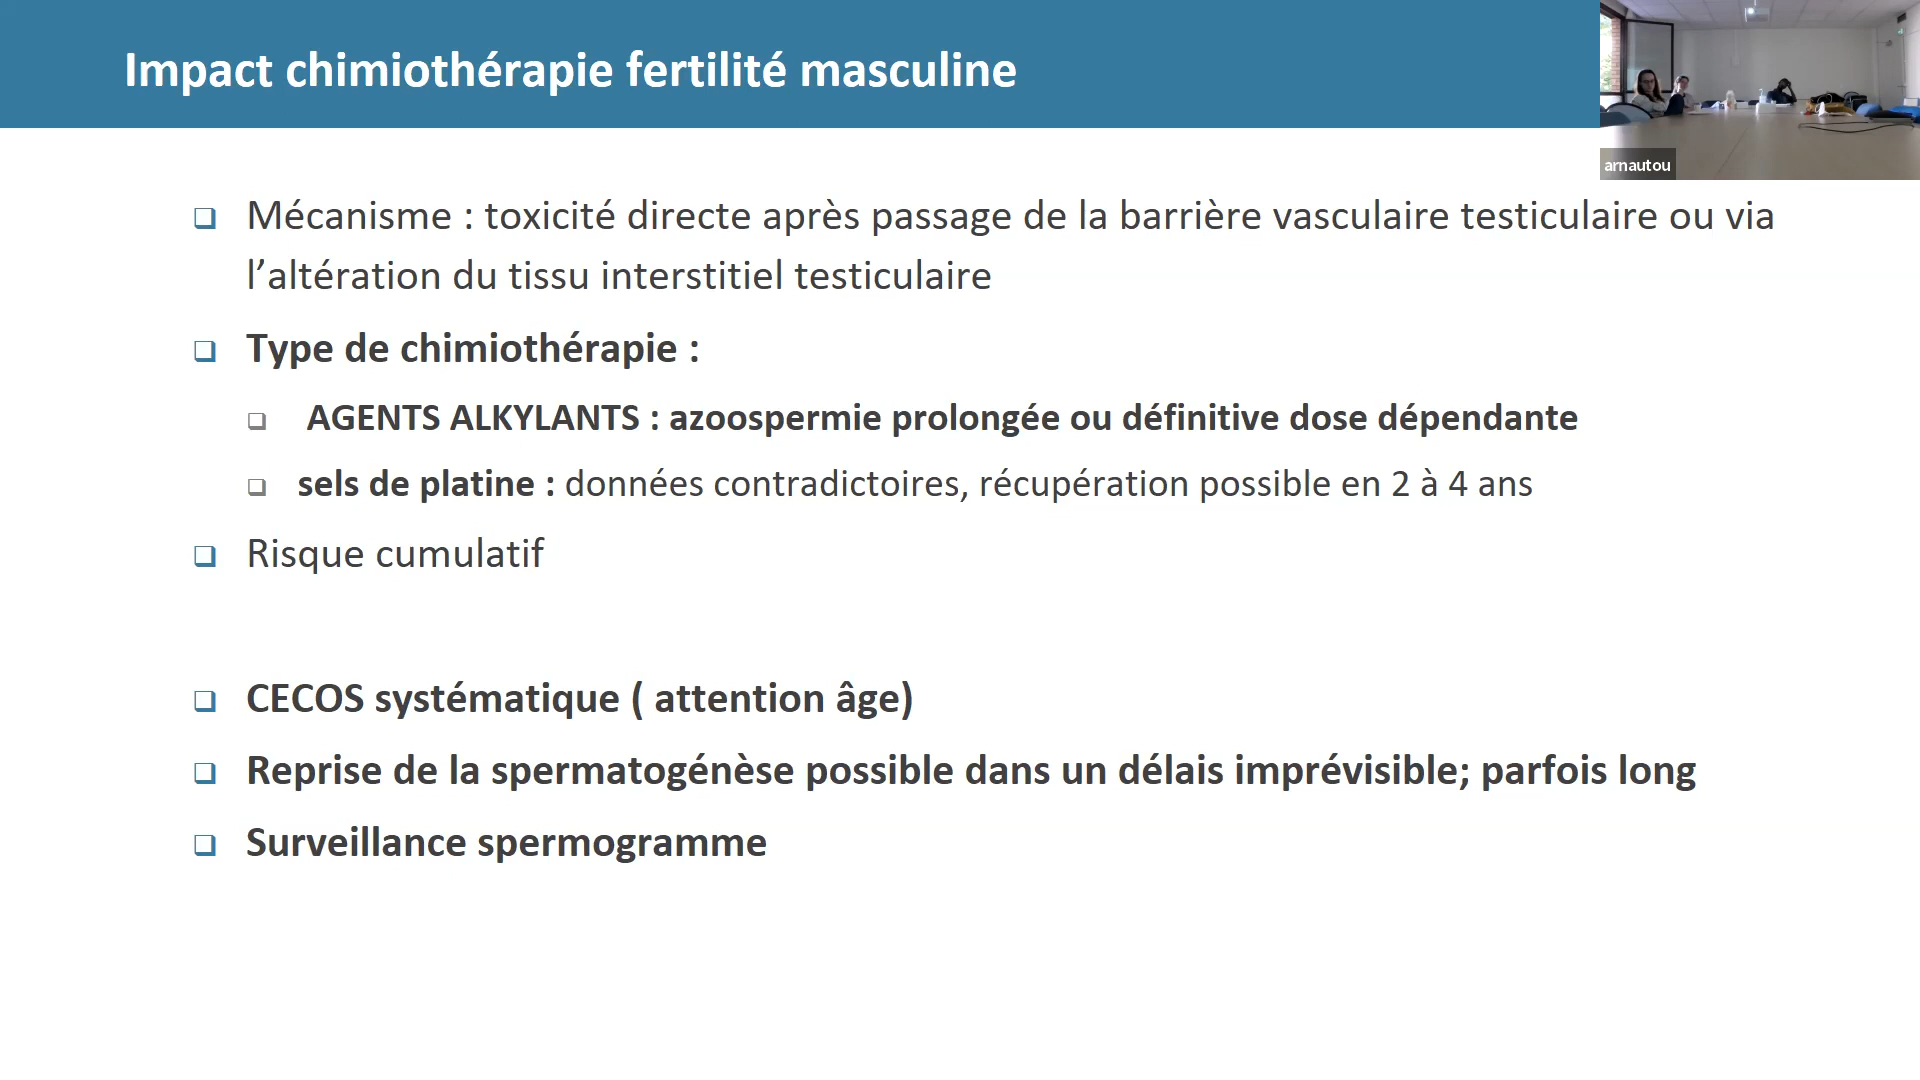 Impact chimiothérapie fertilité masculine
arnautou
Mécanisme : toxicité directe après passage de la barrière vasculaire testiculaire ou via
l’altération du tissu interstitiel testiculaire
Type de chimiothérapie :
AGENTS ALKYLANTS : azoospermie prolongée ou définitive dose dépendante
sels de platine : données contradictoires, récupération possible en 2 à 4 ans
Risque cumulatif
CECOS systématique ( attention âge)
Reprise de la spermatogénèse possible dans un délais imprévisible; parfois long
Surveillance spermogramme